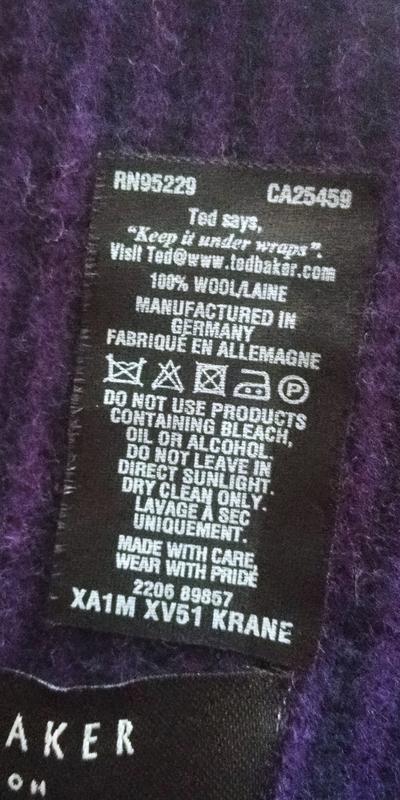 RN95229 CA25459
Ted says,
“Keep it under wraps”.
Visit Ted@www.tedbaker.com
100% WOOL/LAINE
MANUFACTURED IN
GERMANY
FABRIQUÉ EN ALLEMAGNE
P
DO NOT USE PRODUCTS
CONTAINING BLEACH,
OIL OR ALCOHOL.
DO NOT LEAVE IN
DIRECT SUNLIGHT.
DRY CLEAN ONLY.
LAVAGE À SEC
UNIQUEMENT.
MADE WITH CARE,
WEAR WITH PRIDE
2206 89857
XA1M XV51 KRANE
AKER
ON